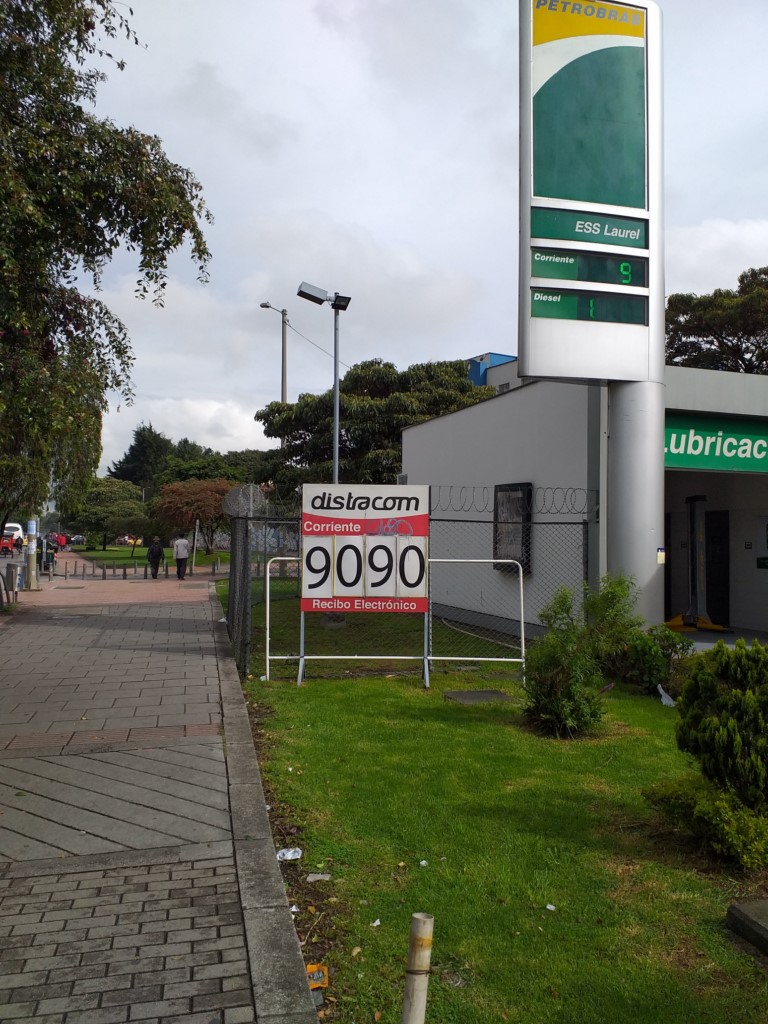 PETROBRAS
ESS Laurel
Corriente 9
Diesel 1
Lubricac
distracom
Corriente
9090
Recibo Electrónico